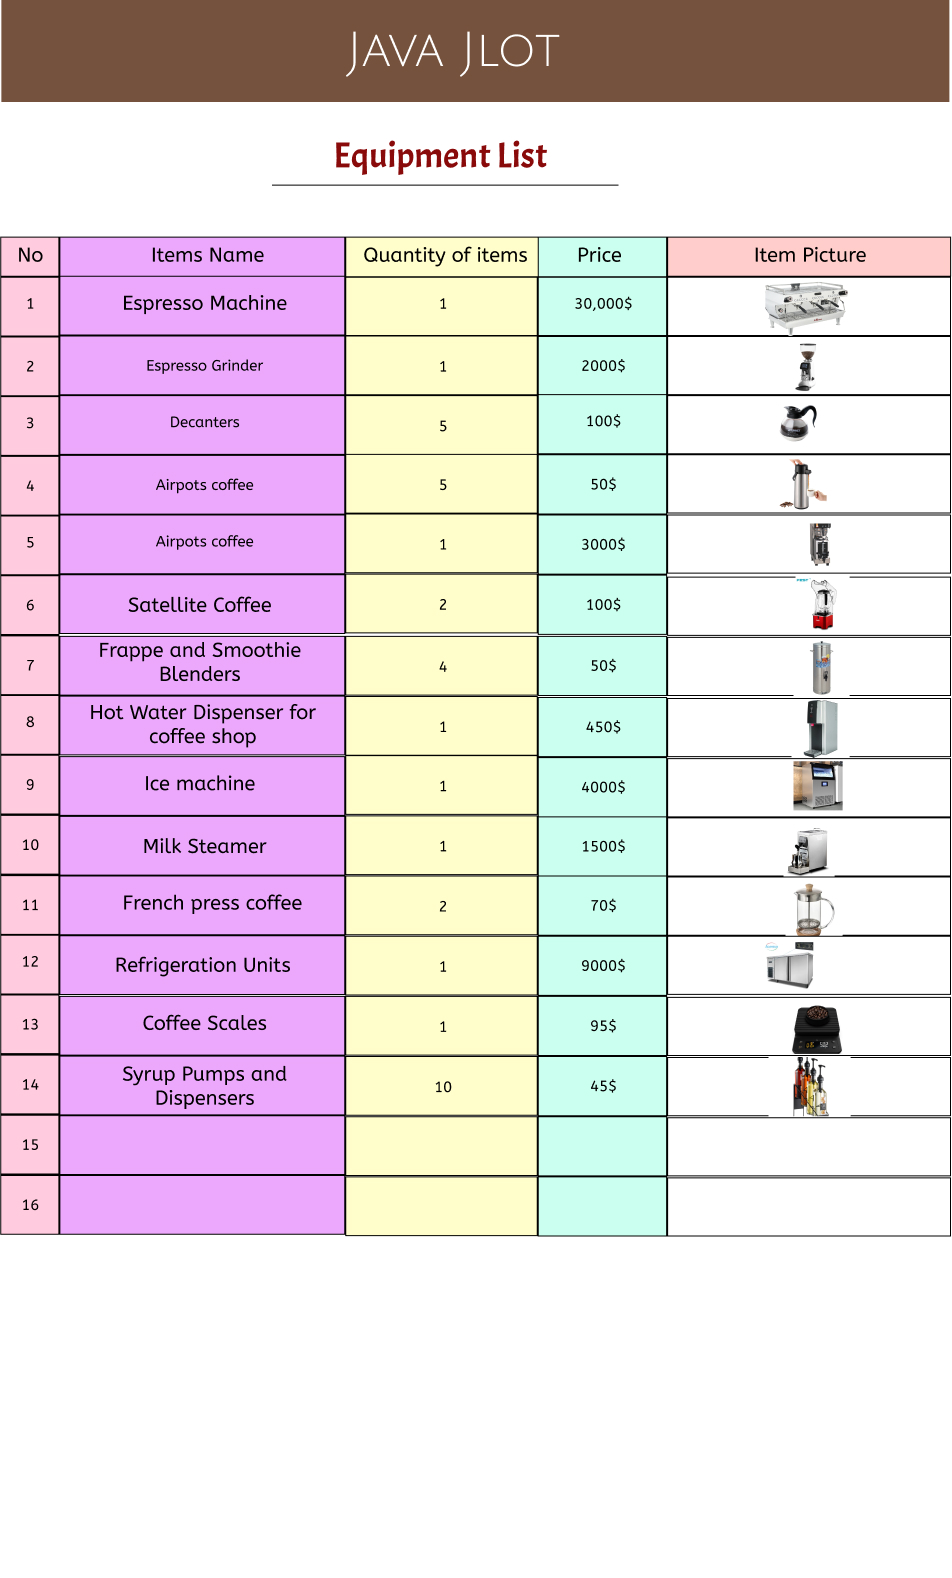 JAVA JLOT
Equipment List
No Items Name Quantity of items Price Item Picture
1 Espresso Machine 1 30,000$
2 Espresso Grinder 1 2000$
3 Decanters 5 100$
4 Airpots coffee 5 50$
5 Airpots coffee 1 3000$
6 Satellite Coffee 2 100$
7 Frappe and Smoothie
Blenders 4 50$
8 Hot Water Dispenser for
coffee shop 1 450$
9 Ice machine 1 4000$
10 Milk Steamer 1 1500$
11 French press coffee 2 70$
12 Refrigeration Units 1 9000$
13 Coffee Scales 1 95$
14 Syrup Pumps and
Dispensers 10 45$
15
16